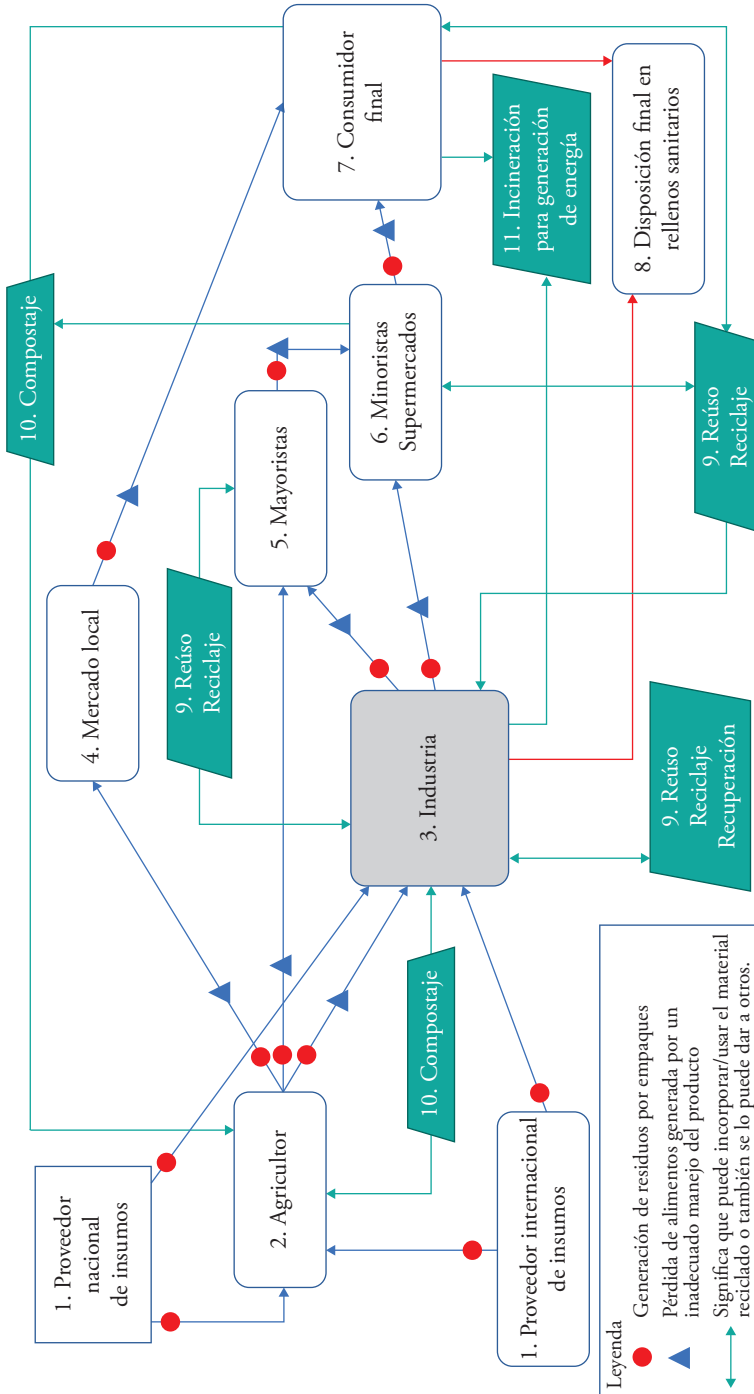 1. Proveedor
nacional
de insumos
2. Agricultor
1. Proveedor internacional
de insumos
10. Compostaje
4. Mercado local
9. Reúso
Reciclaje
3. Industria
10. Compostaje
9. Reúso
Reciclaje
Recuperación
5. Mayoristas
6. Minoristas
Supermercados
7. Consumidor
final
11. Incineración
para generación
de energía
8. Disposición final en
rellenos sanitarios
9. Reúso
Reciclaje
Leyenda
Generación de residuos por empaques
Pérdida de alimentos generada por un
inadecuado manejo del producto
Significa que puede incorporar/usar el material
reciclado o también se lo puede dar a otros.